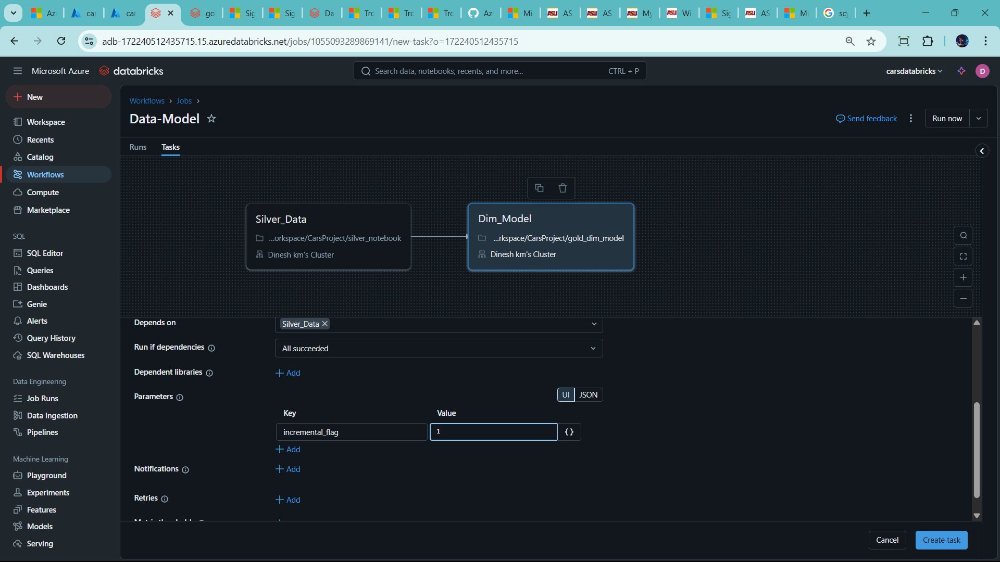 Az
car
car
go
Sig
Sig
Da
Tro
Tro
Tro
Az
Mi
AS
AS
My
Wi
Sig
AS
Mi
scy
adb-172240512435715.15.azuredatabricks.net/jobs/1055093289869141/new-task?o=172240512435715
Microsoft Azure
databricks
Search data, notebooks, recents, and more...
CTRL + P
carsdatabricks
D
New
Workspace
Recents
Catalog
Workflows
Compute
Marketplace
SQL
SQL Editor
Queries
Dashboards
Genie
Alerts
Query History
SQL Warehouses
Data Engineering
Job Runs
Data Ingestion
Pipelines
Machine Learning
Playground
Experiments
Features
Models
Serving
Workflows › Jobs ›
Data-Model
Send feedback
Run now
Runs
Tasks
Silver_Data
...orkspace/CarsProject/silver_notebook
Dinesh km's Cluster
Dim_Model
...rkspace/CarsProject/gold_dim_model
Dinesh km's Cluster
Depends on
Silver_Data
Run if dependencies
All succeeded
Dependent libraries
Add
Parameters
UI
JSON
Key
Value
incremental_flag
1
{}
Add
Notifications
Add
Retries
Add
Cancel
Create task